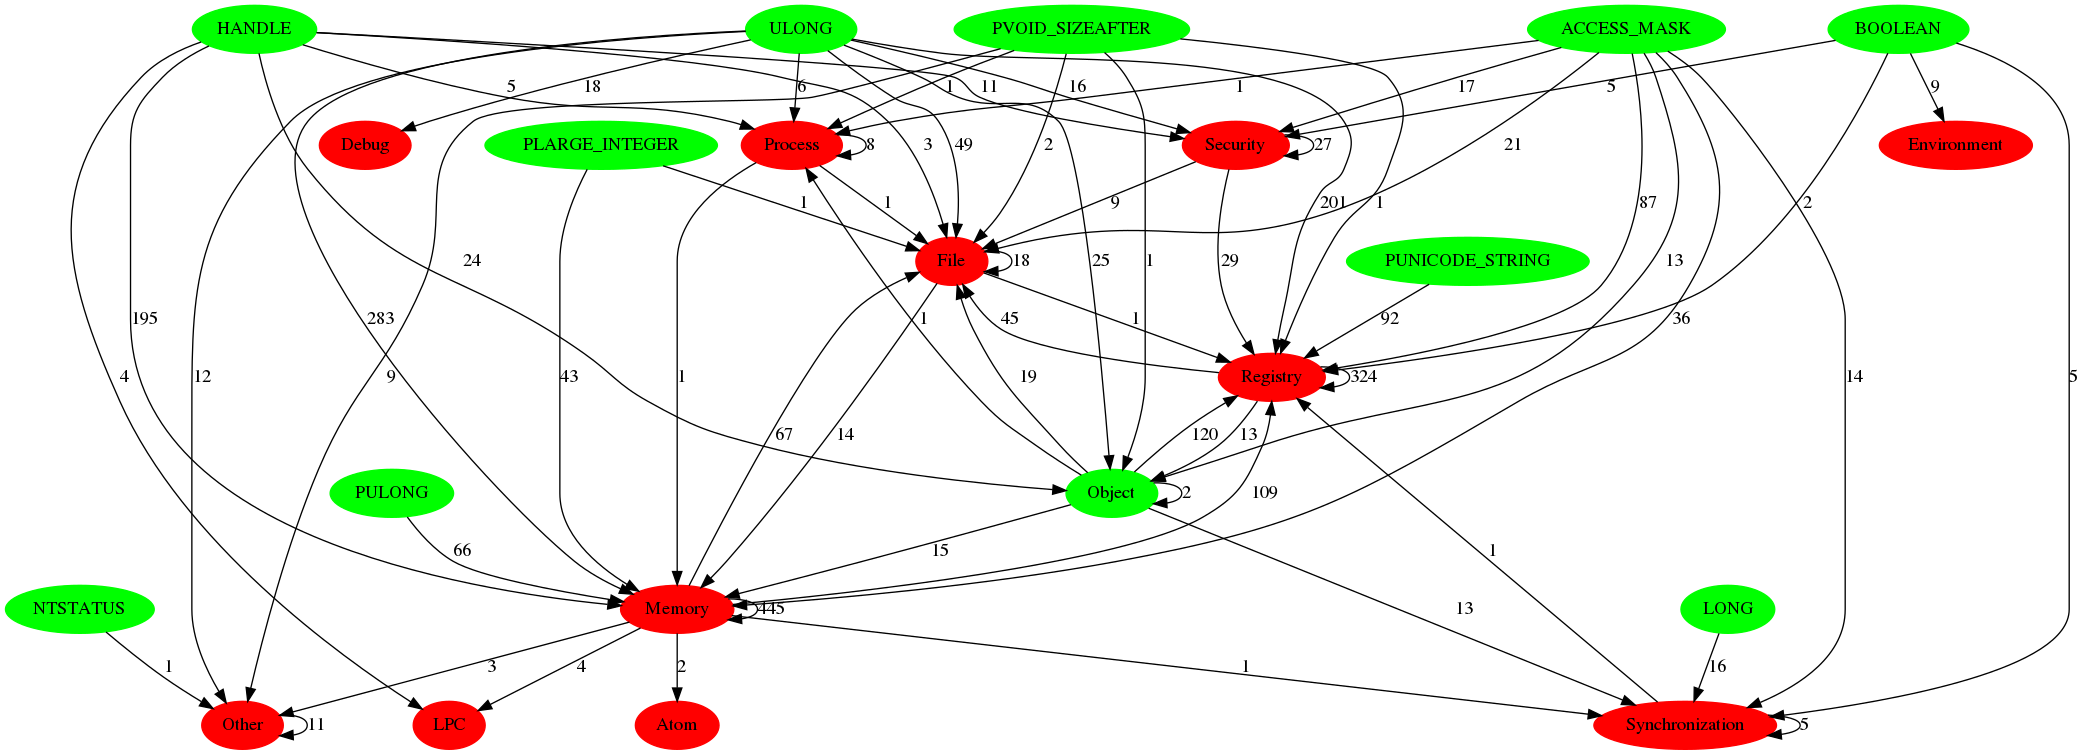 HANDLE ULONG PVOID_SIZEAFTER ACCESS_MASK BOOLEAN
5 18 6 1 11 16 1 17 5 9
Debug PLARGE_INTEGER Process 8 3 49 2 Security 27 21 Environment
1 1 9 201 1 87 2
24 File 18 25 1 29 PUNICODE_STRING 13
195 283 1 45 1 92 36
4 12 9 43 1 19 Registry 324 14 5
67 14 120 13
PULONG Object 2 109
66 15 1
NTSTATUS Memory 445 13 LONG
1 3 4 2 1 16
Other 11 LPC Atom Synchronization 5